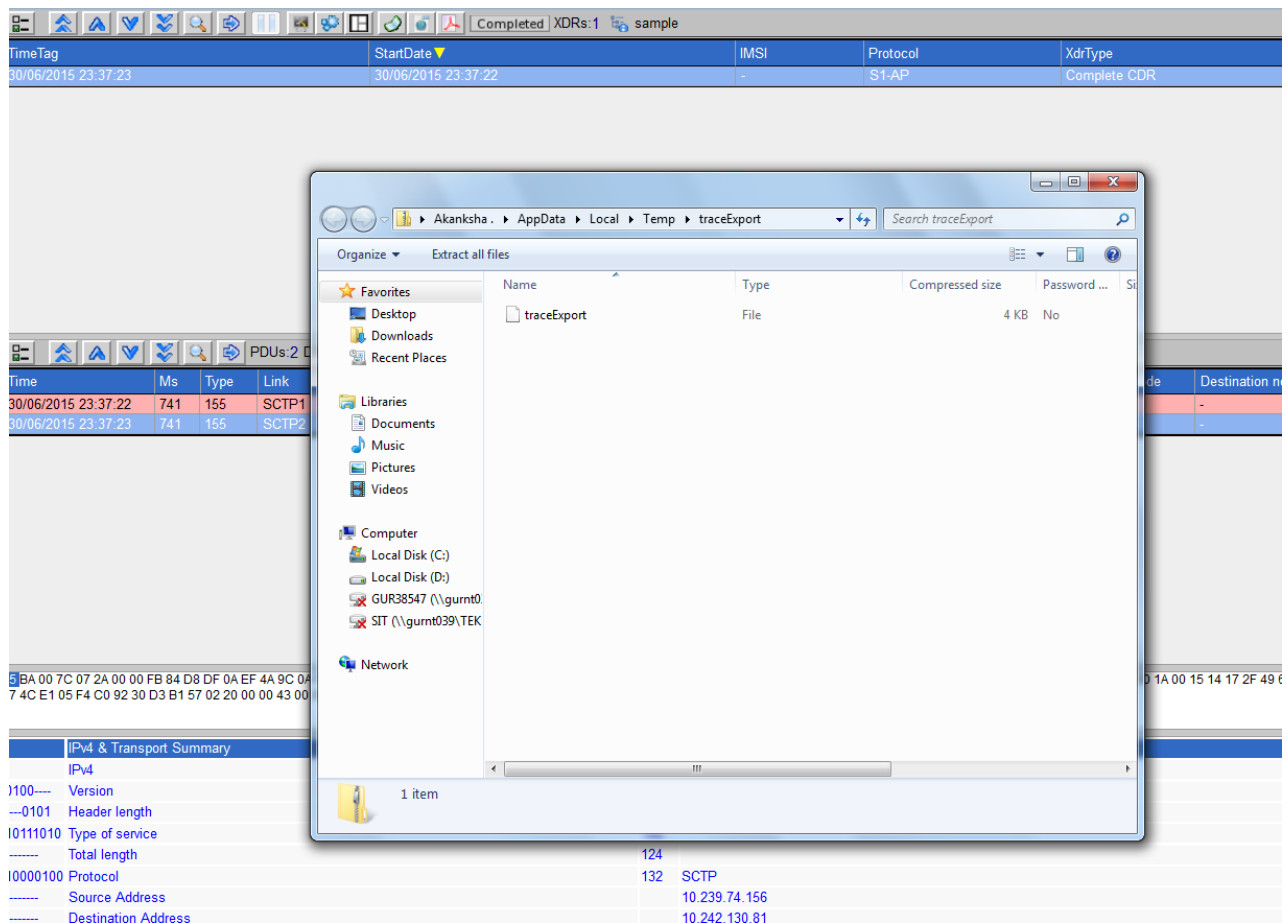 Completed XDRs:1 sample
TimeTag StartDate IMSI Protocol XdrType
30/06/2015 23:37:23 30/06/2015 23:37:22 - S1-AP Complete CDR
Akanksha . AppData Local Temp traceExport Search traceExport
Organize Extract all files
Name Type Compressed size Password ... Si
traceExport File 4 KB No
Favorites
Desktop
Downloads
Recent Places
Libraries
Documents
Music
Pictures
Videos
Computer
Local Disk (C:)
Local Disk (D:)
GUR38547 (\\gurnt0.
SIT (\\gurnt039\TEK
Network
1 item
PDUs:2 D
Time Ms Type Link de Destination n
30/06/2015 23:37:22 741 155 SCTP1 -
30/06/2015 23:37:23 741 155 SCTP2 -
5 BA 00 7C 07 2A 00 00 FB 84 D8 DF 0A EF 4A 9C 0A 1A 00 15 14 17 2F 49 6
7 4C E1 05 F4 C0 92 30 D3 B1 57 02 20 00 00 43 00
IPv4 & Transport Summary
IPv4
0100---- Version
---0101 Header length
10111010 Type of service
------- Total length 124
10000100 Protocol 132 SCTP
------- Source Address 10.239.74.156
------- Destination Address 10.242.130.81